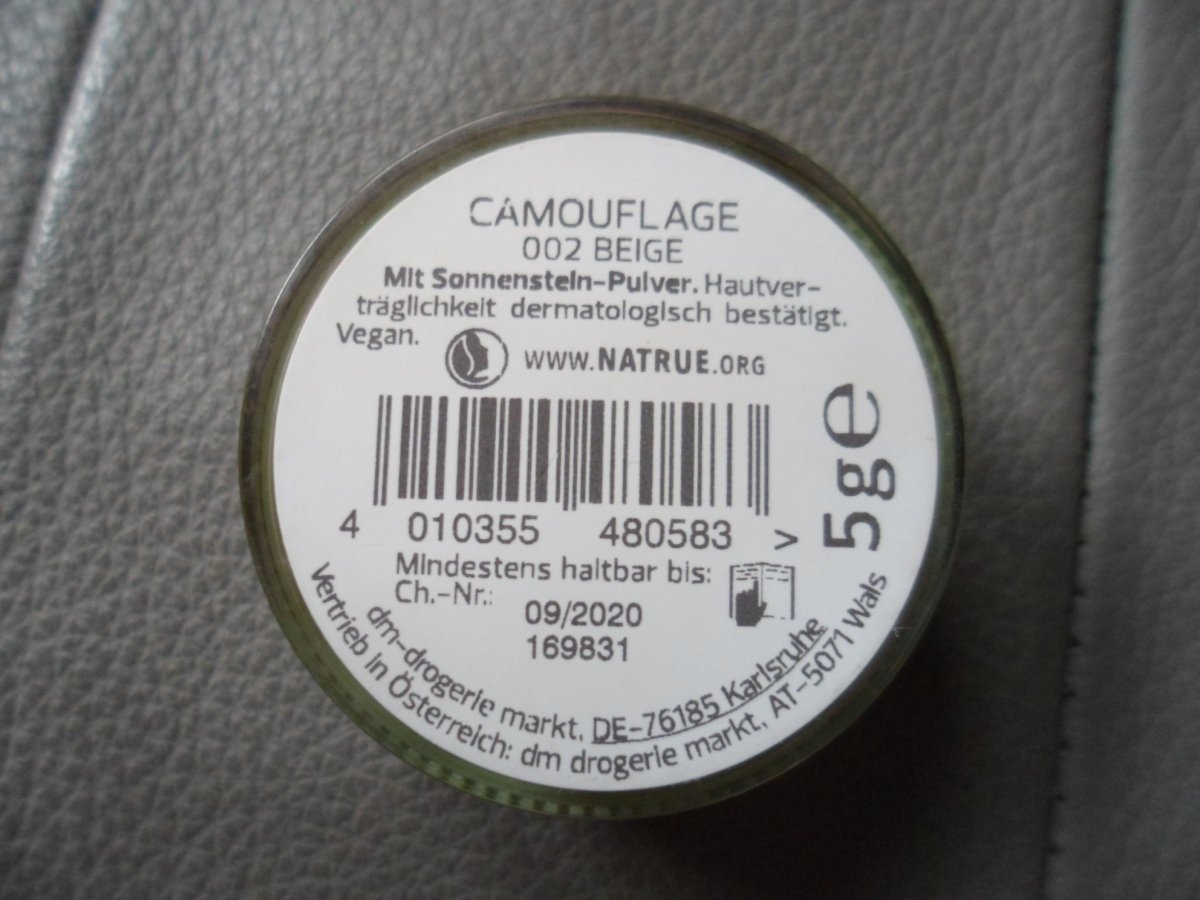 CAMOUFLAGE
002 BEIGE
Mit Sonnenstein-Pulver. Hautver-
träglichkeit dermatologisch bestätigt.
Vegan.
WWW.NATRUE.ORG
5g e
4 010355 480583 >
Mindestens haltbar bis:
Ch.-Nr.:
09/2020
169831
dm-drogerie markt, DE-76185 Karlsruhe
Vertrieb in Österreich: dm drogerie markt, AT-5071 Wals